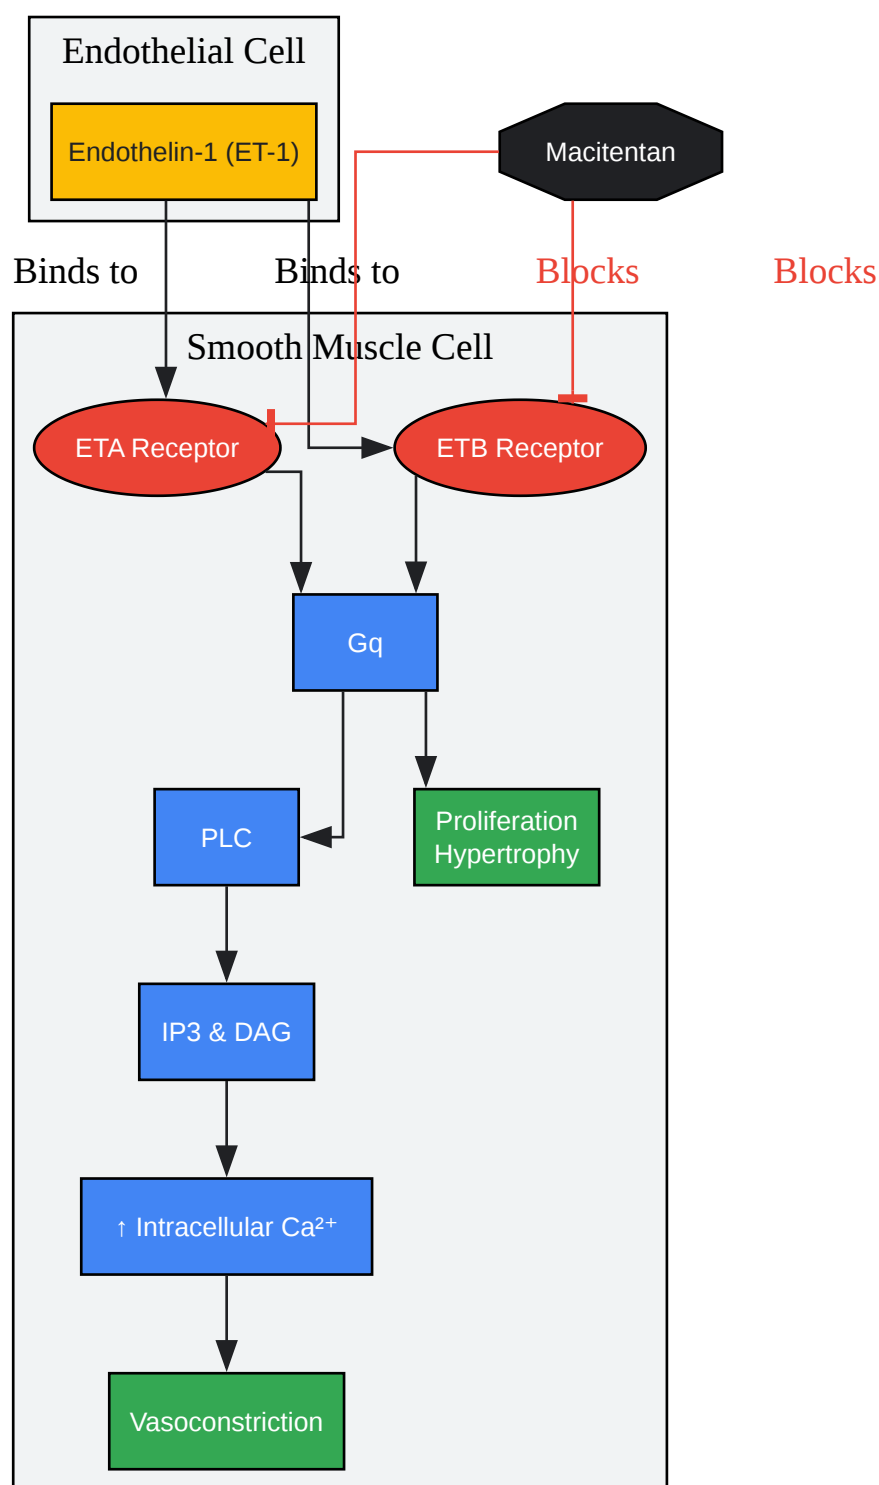 Endothelial Cell
Endothelin-1 (ET-1)
Macitentan
Binds to
Binds to
Blocks
Blocks
Smooth Muscle Cell
ETA Receptor
ETB Receptor
Gq
PLC
Proliferation
Hypertrophy
IP3 & DAG
↑ Intracellular Ca²⁺
Vasoconstriction